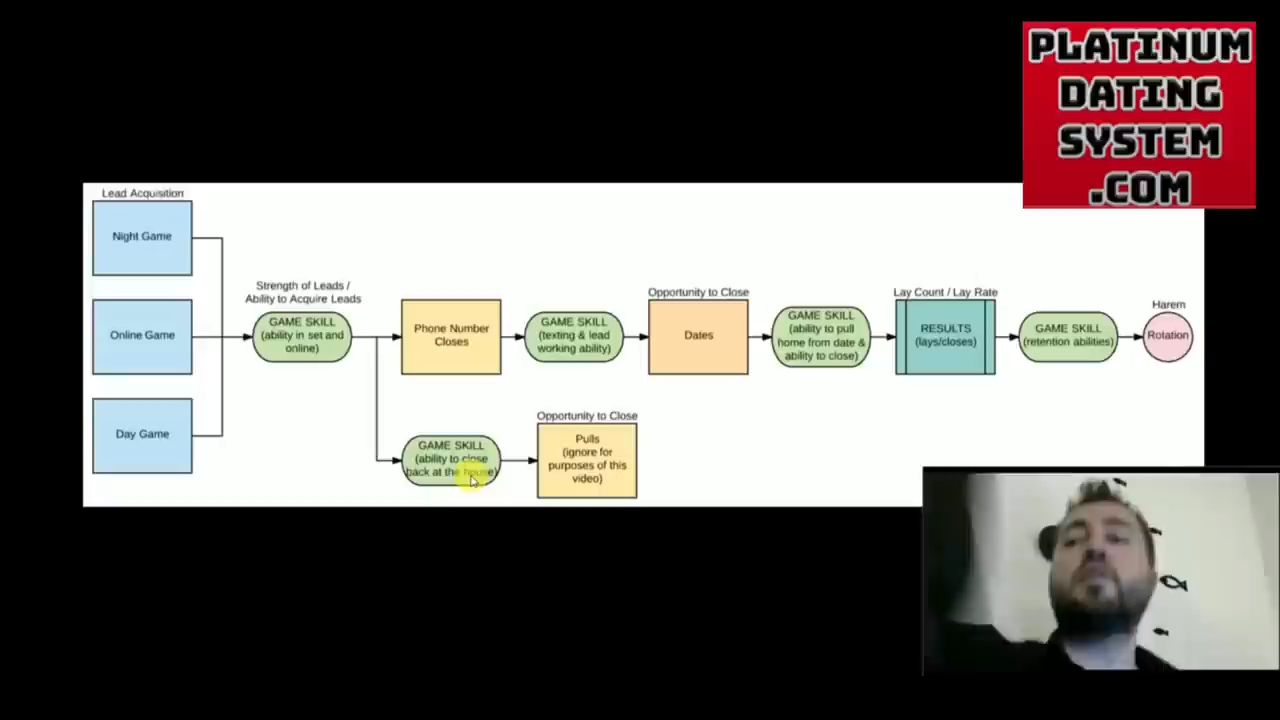 PLATINUM
DATING
SYSTEM
.COM
Lead Acquisition
Night Game
Online Game
Day Game
Strength of Leads /
Ability to Acquire Leads
GAME SKILL
(ability in set and
online)
Phone Number
Closes
GAME SKILL
(texting & lead
working ability)
Opportunity to Close
Dates
GAME SKILL
(ability to pull
home from date &
ability to close)
Lay Count / Lay Rate
RESULTS
(lays/closes)
GAME SKILL
(retention abilities)
Harem
Rotation
GAME SKILL
(ability to close
back at the house)
Opportunity to Close
Pulls
(ignore for
purposes of this
video)